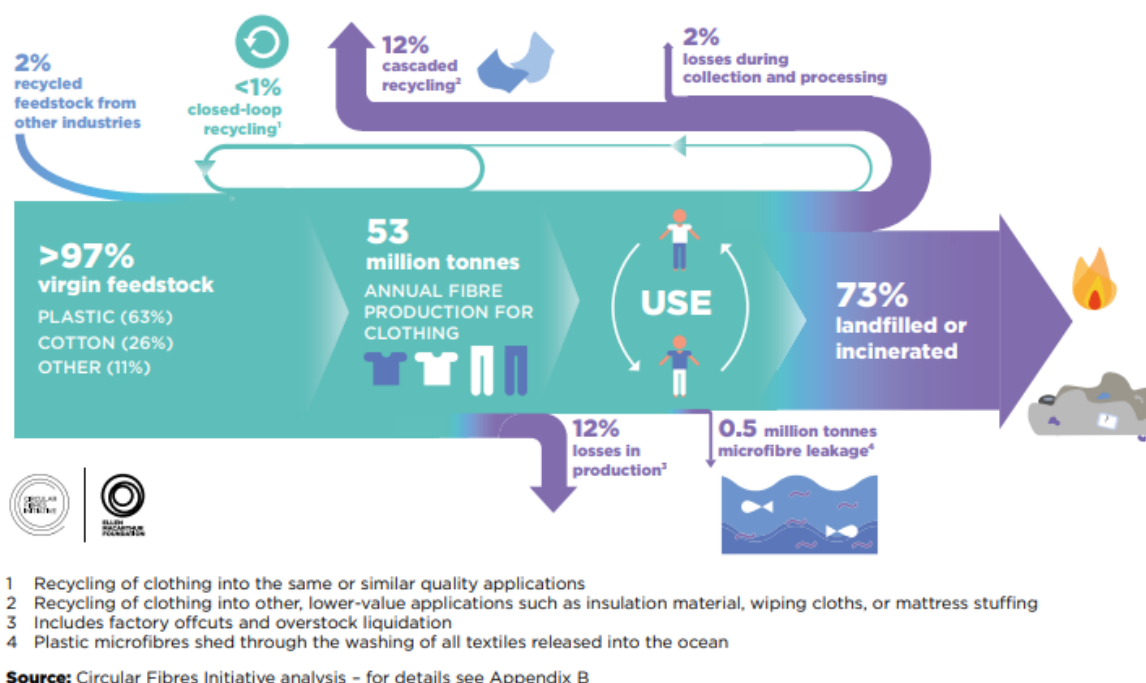 2%
recycled
feedstock from
other industries
<1%
closed-loop
recycling¹
12%
cascaded
recycling²
2%
losses during
collection and processing
>97%
virgin feedstock
PLASTIC (63%)
COTTON (26%)
OTHER (11%)
53
million tonnes
ANNUAL FIBRE
PRODUCTION FOR
CLOTHING
USE
73%
landfilled or
incinerated
12%
losses in
production³
0.5 million tonnes
microfibre leakage⁴
CIRCULAR
FIBRES
INITIATIVE
ELLEN
MACARTHUR
FOUNDATION
1 Recycling of clothing into the same or similar quality applications
2 Recycling of clothing into other, lower-value applications such as insulation material, wiping cloths, or mattress stuffing
3 Includes factory offcuts and overstock liquidation
4 Plastic microfibres shed through the washing of all textiles released into the ocean
Source: Circular Fibres Initiative analysis – for details see Appendix B